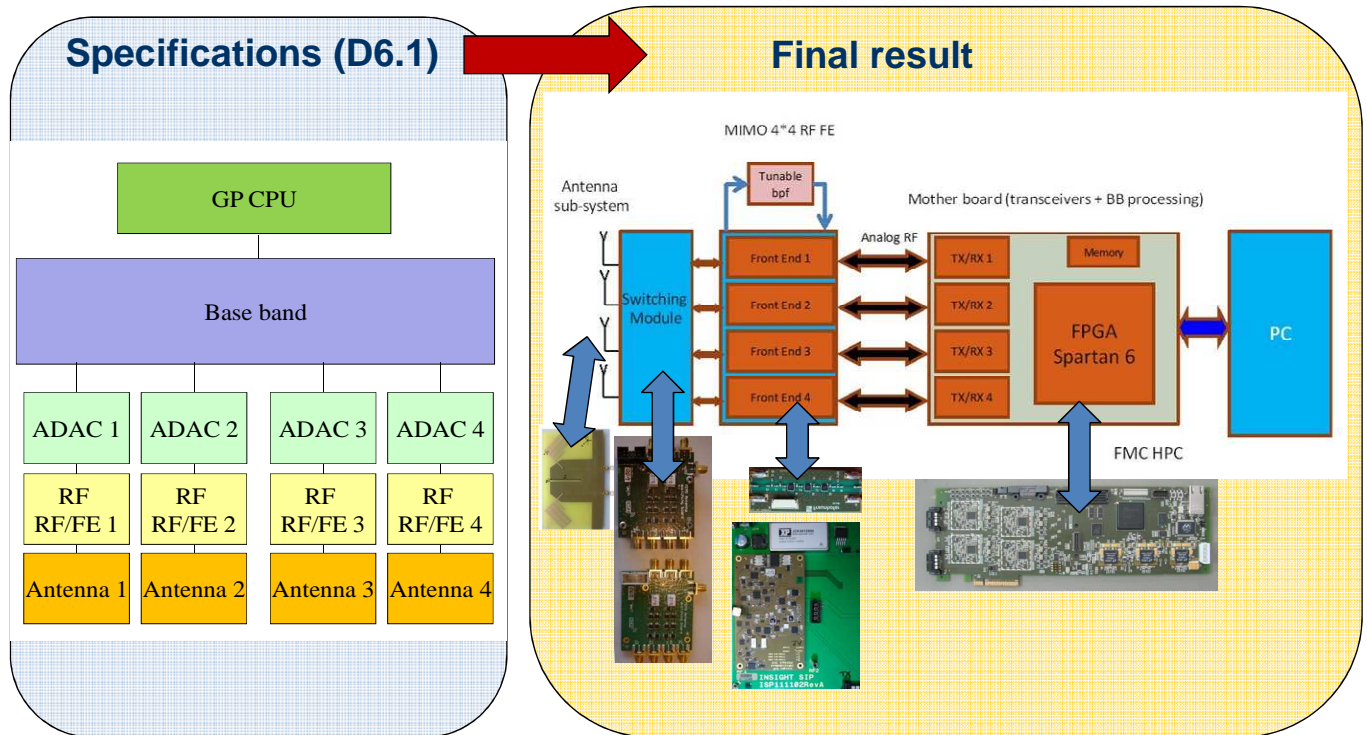 Specifications (D6.1)
GP CPU
Base band
ADAC 1
ADAC 2
ADAC 3
ADAC 4
RF
RF/FE 1
RF
RF/FE 2
RF
RF/FE 3
RF
RF/FE 4
Antenna 1
Antenna 2
Antenna 3
Antenna 4
Final result
MIMO 4*4 RF FE
Tunable
bpf
Antenna
sub-system
Mother board (transceivers + BB processing)
Analog RF
Switching
Module
Front End 1
Front End 2
Front End 3
Front End 4
TX/RX 1
TX/RX 2
TX/RX 3
TX/RX 4
Memory
FPGA
Spartan 6
PC
FMC HPC
XP
INSIGHT SIP
ISP111102RevA